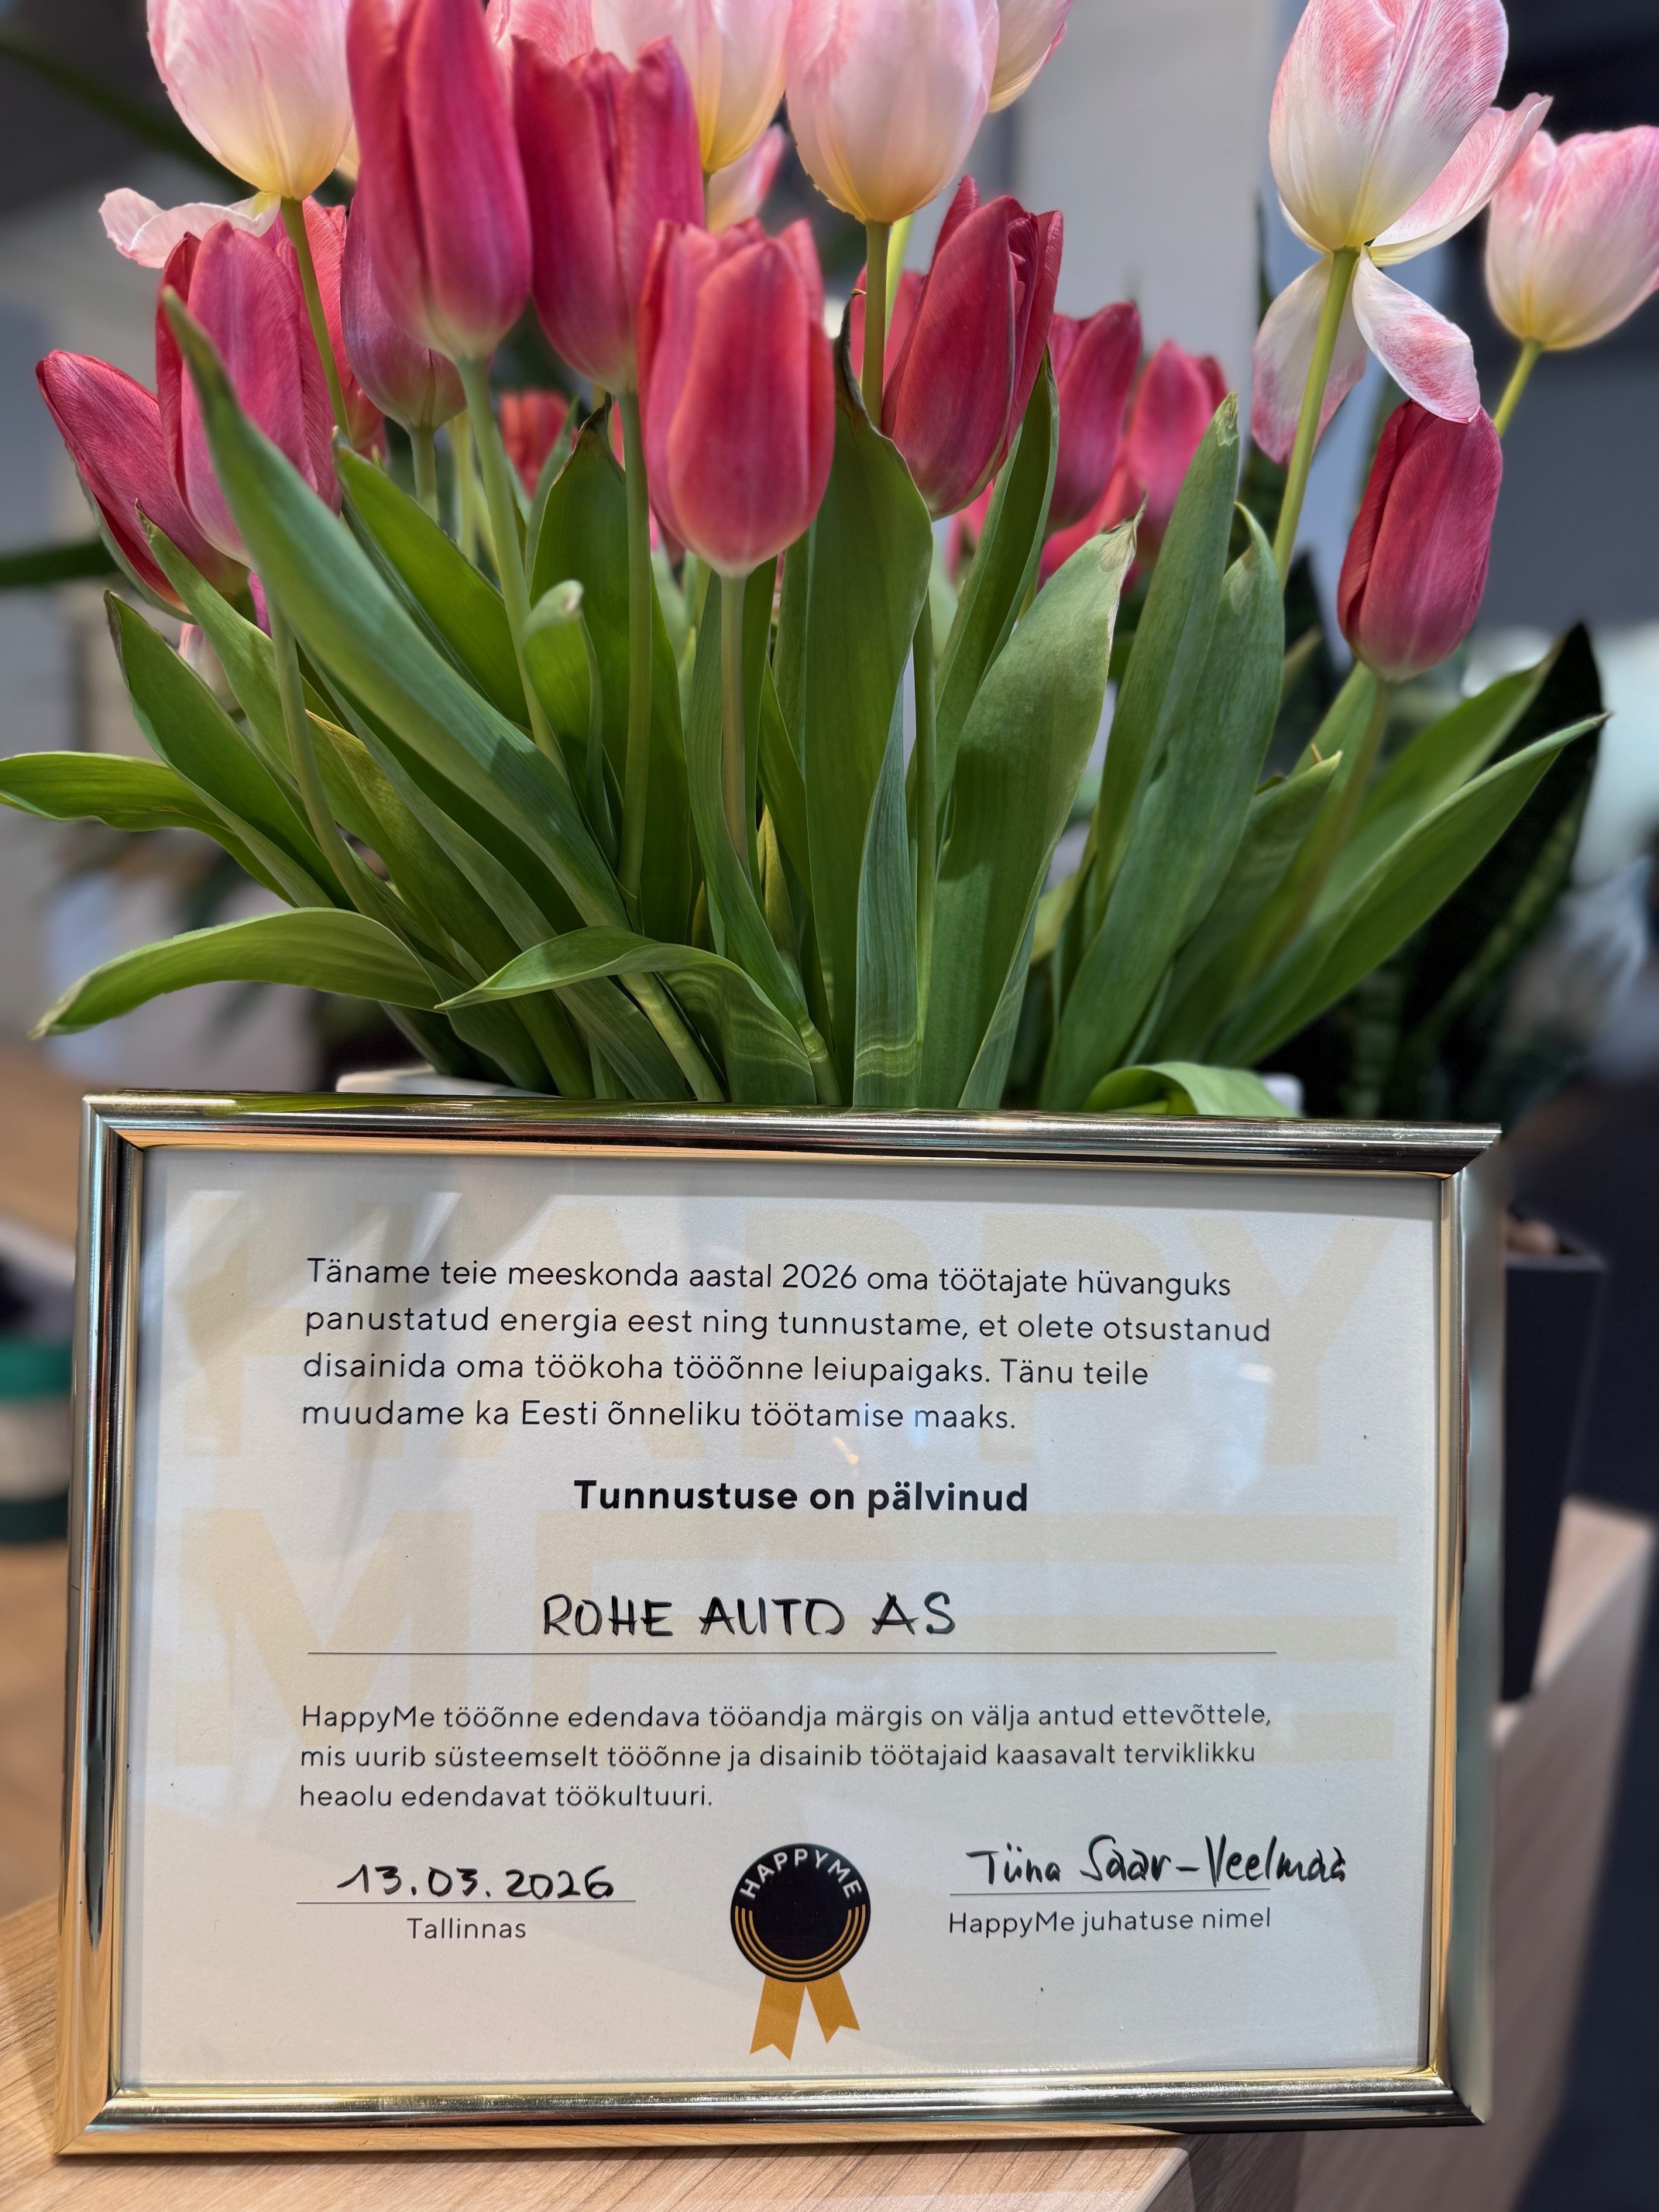 HAPPY
ME
Täname teie meeskonda aastal 2026 oma töötajate hüvanguks
panustatud energia eest ning tunnustame, et olete otsustanud
disainida oma töökoha tööõnne leiupaigaks. Tänu teile
muudame ka Eesti õnneliku töötamise maaks.
Tunnustuse on pälvinud
ROHE AUTO AS
HappyMe tööõnne edendava tööandja märgis on välja antud ettevõttele,
mis uurib süsteemselt tööõnne ja disainib töötajaid kaasavalt terviklikku
heaolu edendavat töökultuuri.
13.03.2026
Tallinnas
HAPPYME
Tiina Saar-Veelmaa
HappyMe juhatuse nimel